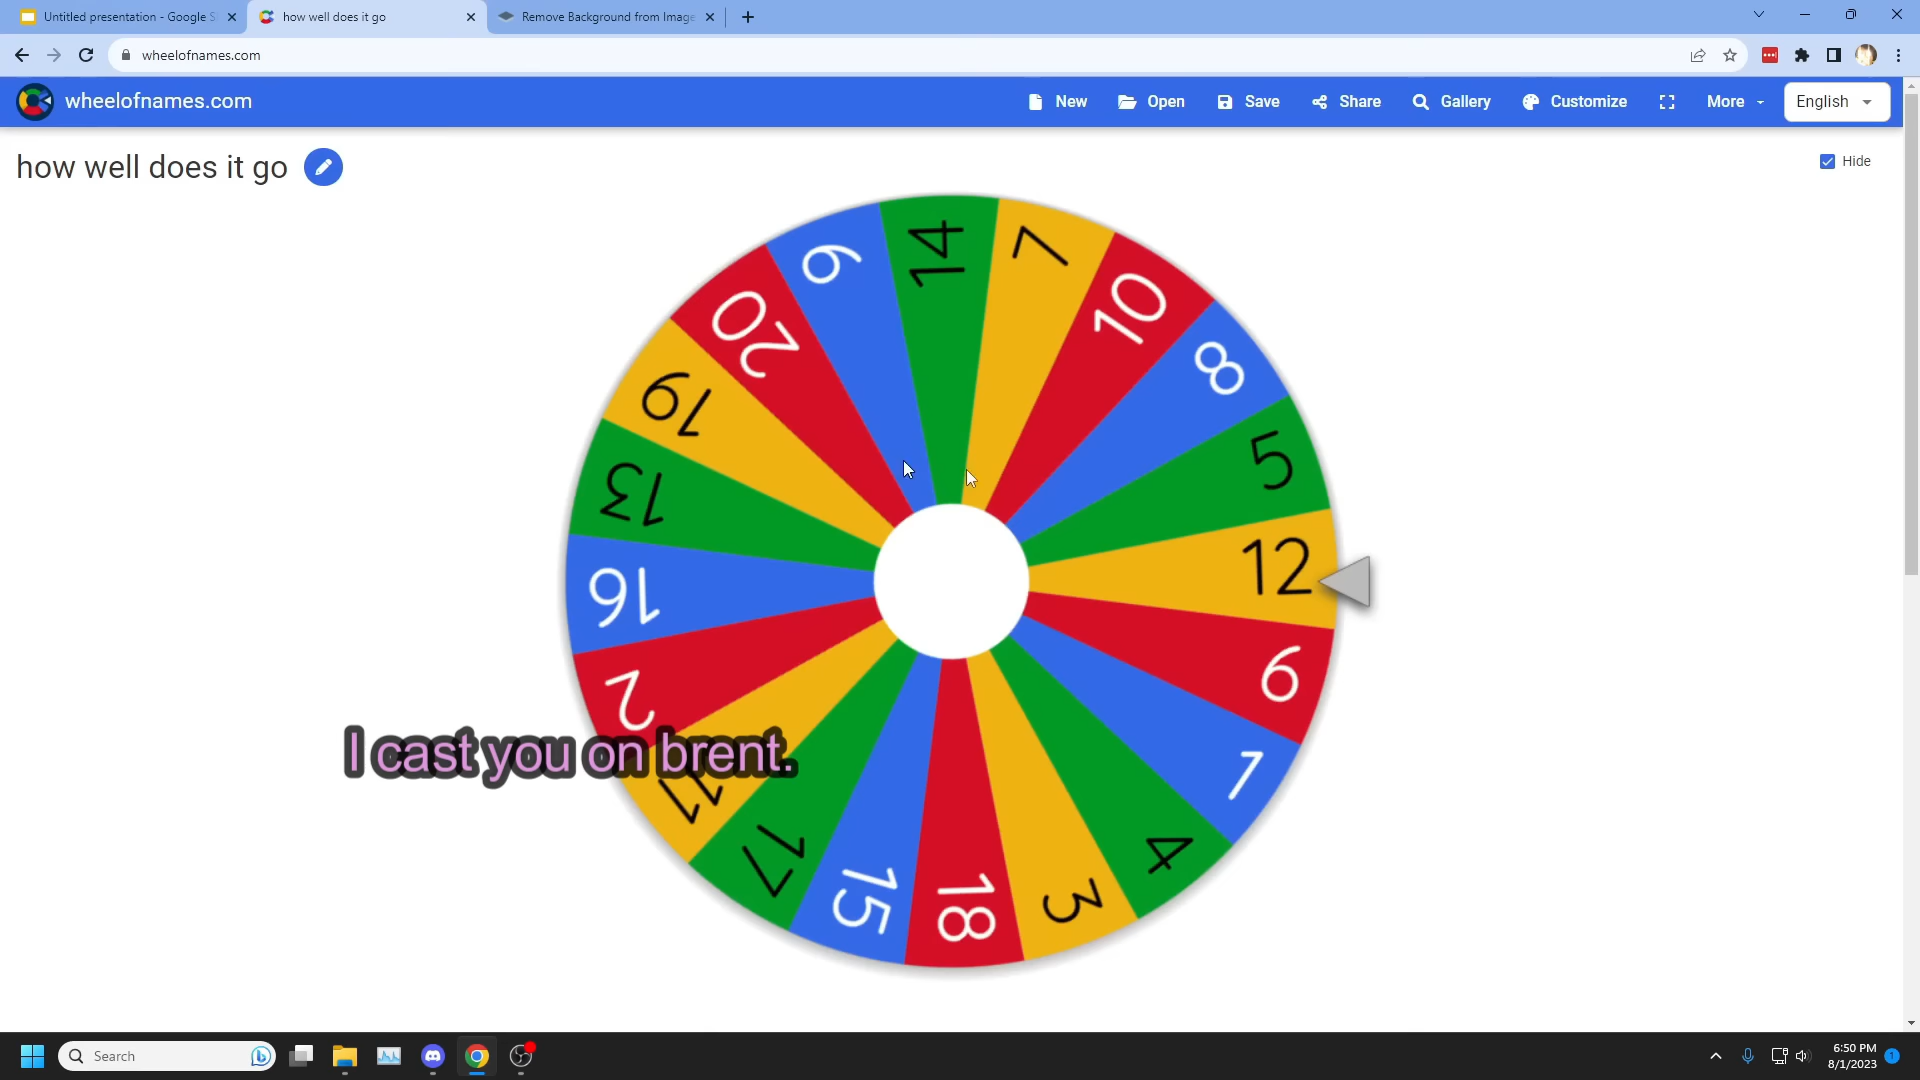 Untitled presentation - Google S
how well does it go
Remove Background from Image
wheelofnames.com
wheelofnames.com
New
Open
Save
Share
Gallery
Customize
More
English
how well does it go
Hide
14
7
10
8
5
12
6
1
4
3
18
15
17
11
2
16
13
19
20
9
I cast you on brent.
Search
6:50 PM
8/1/2023
1